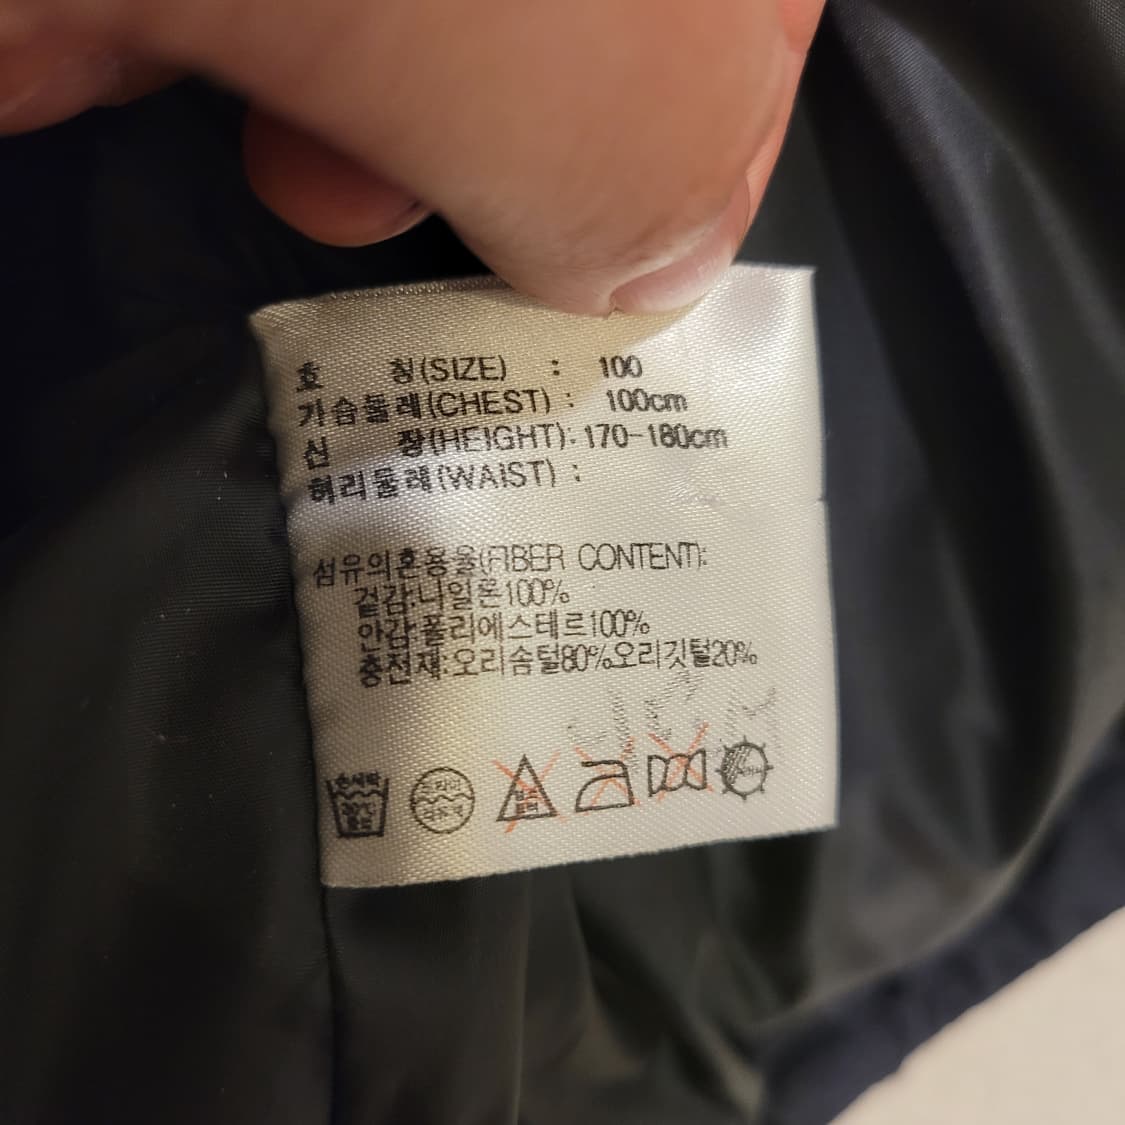 호 칭(SIZE) : 100
가슴둘레(CHEST) : 100cm
신 장(HEIGHT): 170-180cm
허리둘레(WAIST) :
섬유의혼용율(FIBER CONTENT):
겉감:나일론100%
안감:폴리에스테르100%
충전재:오리솜털80%오리깃털20%
손세탁